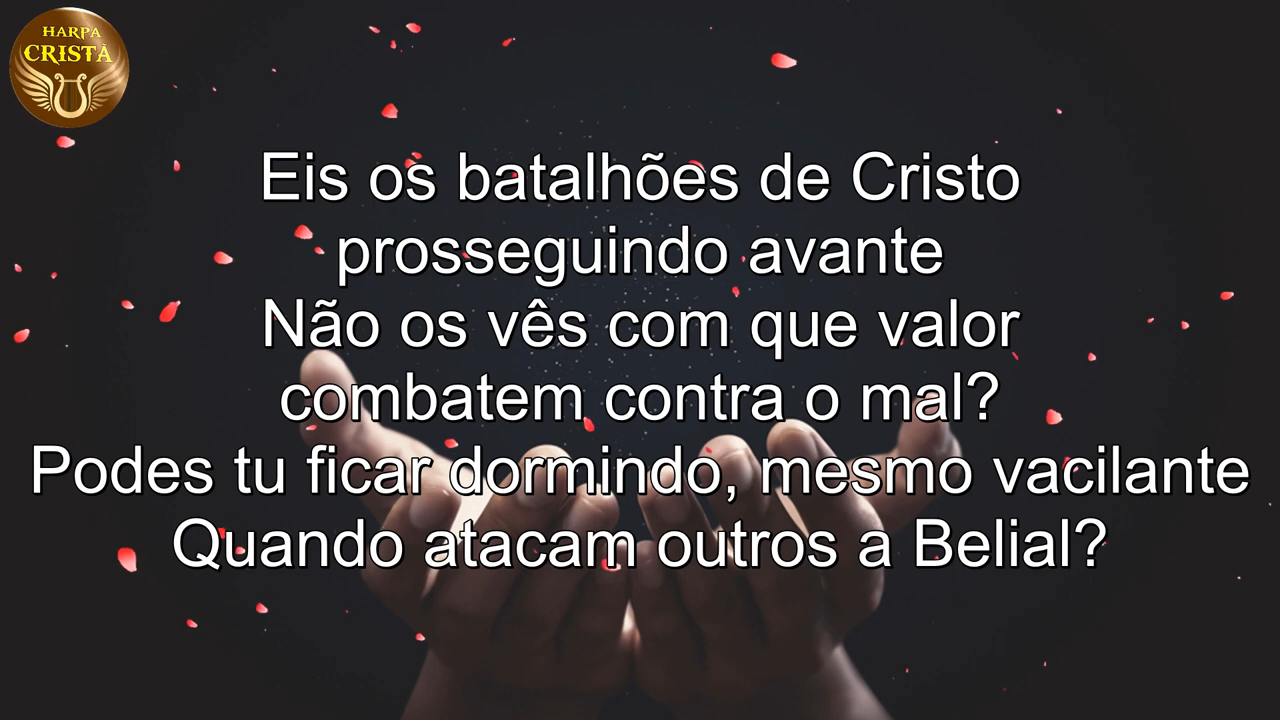 HARPA
CRISTÃ
Eis os batalhões de Cristo
prosseguindo avante
Não os vês com que valor
combatem contra o mal?
Podes tu ficar dormindo, mesmo vacilante
Quando atacam outros a Belial?